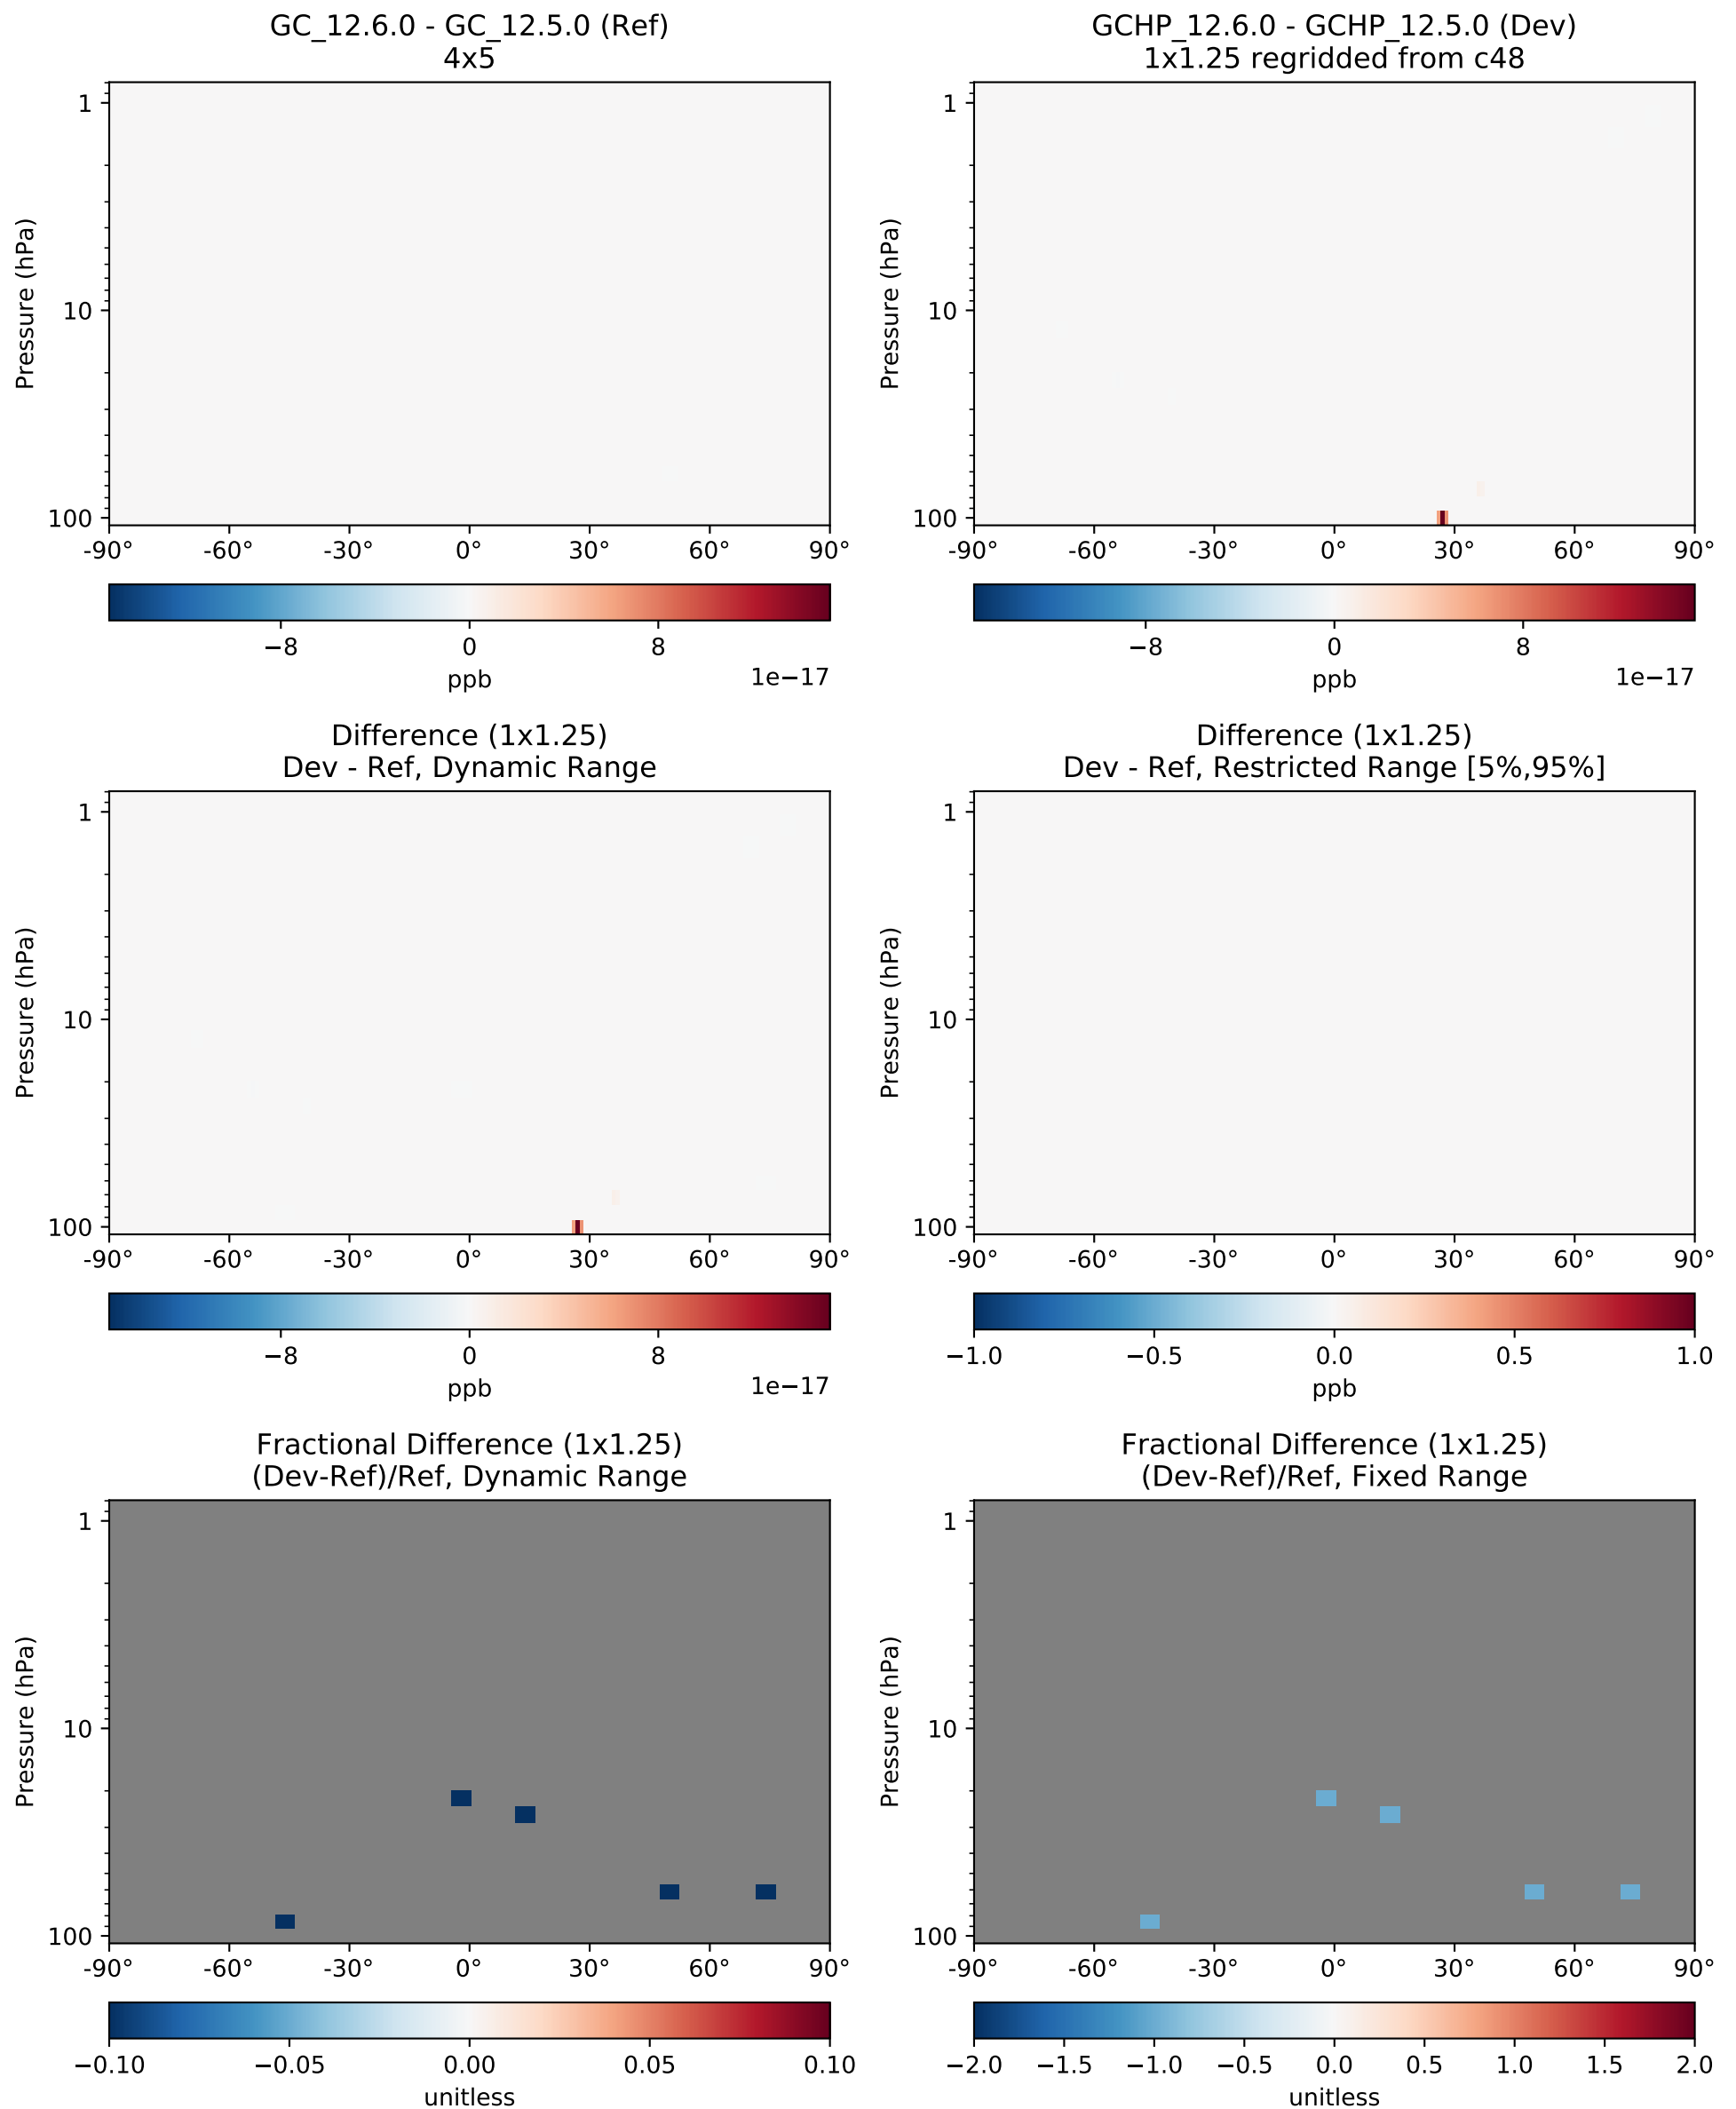 GC_12.6.0 - GC_12.5.0 (Ref)
4x5
Pressure (hPa)
1
10
100
-90° -60° -30° 0° 30° 60° 90°
−8 0 8
1e−17
ppb
GCHP_12.6.0 - GCHP_12.5.0 (Dev)
1x1.25 regridded from c48
Pressure (hPa)
1
10
100
-90° -60° -30° 0° 30° 60° 90°
−8 0 8
1e−17
ppb
Difference (1x1.25)
Dev - Ref, Dynamic Range
Pressure (hPa)
1
10
100
-90° -60° -30° 0° 30° 60° 90°
−8 0 8
1e−17
ppb
Difference (1x1.25)
Dev - Ref, Restricted Range [5%,95%]
Pressure (hPa)
1
10
100
-90° -60° -30° 0° 30° 60° 90°
−1.0 −0.5 0.0 0.5 1.0
ppb
Fractional Difference (1x1.25)
(Dev-Ref)/Ref, Dynamic Range
Pressure (hPa)
1
10
100
-90° -60° -30° 0° 30° 60° 90°
−0.10 −0.05 0.00 0.05 0.10
unitless
Fractional Difference (1x1.25)
(Dev-Ref)/Ref, Fixed Range
Pressure (hPa)
1
10
100
-90° -60° -30° 0° 30° 60° 90°
−2.0 −1.5 −1.0 −0.5 0.0 0.5 1.0 1.5 2.0
unitless